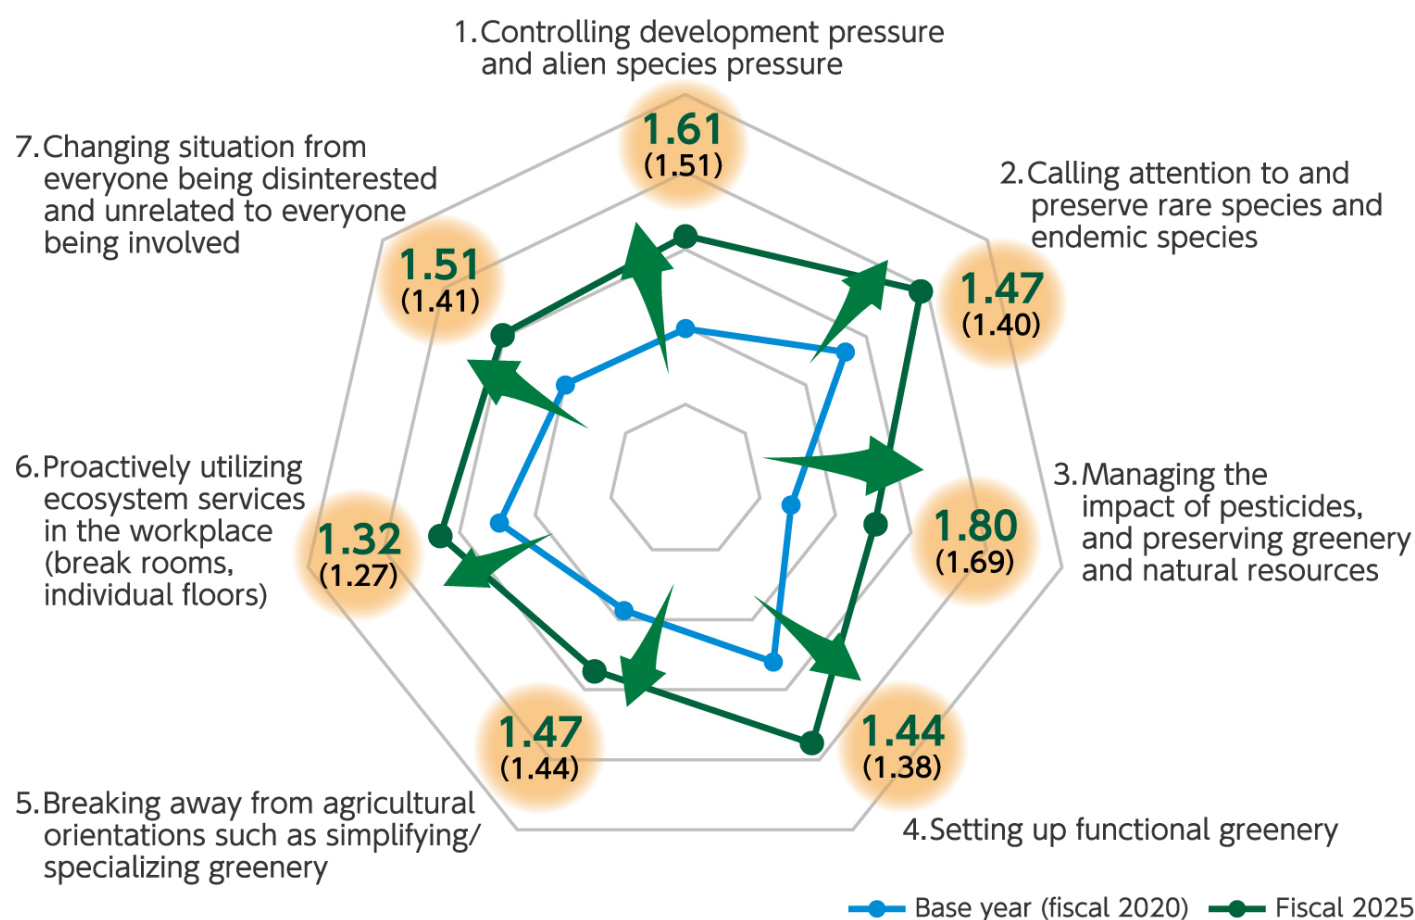 1.Controlling development pressure
and alien species pressure
1.61
(1.51)
7.Changing situation from
everyone being disinterested
and unrelated to everyone
being involved
1.51
(1.41)
2.Calling attention to and
preserve rare species and
endemic species
1.47
(1.40)
6.Proactively utilizing
ecosystem services
in the workplace
(break rooms,
individual floors)
1.32
(1.27)
3.Managing the
impact of pesticides,
and preserving greenery
and natural resources
1.80
(1.69)
5.Breaking away from agricultural
orientations such as simplifying/
specializing greenery
1.47
(1.44)
1.44
(1.38)
4.Setting up functional greenery
Base year (fiscal 2020)
Fiscal 2025